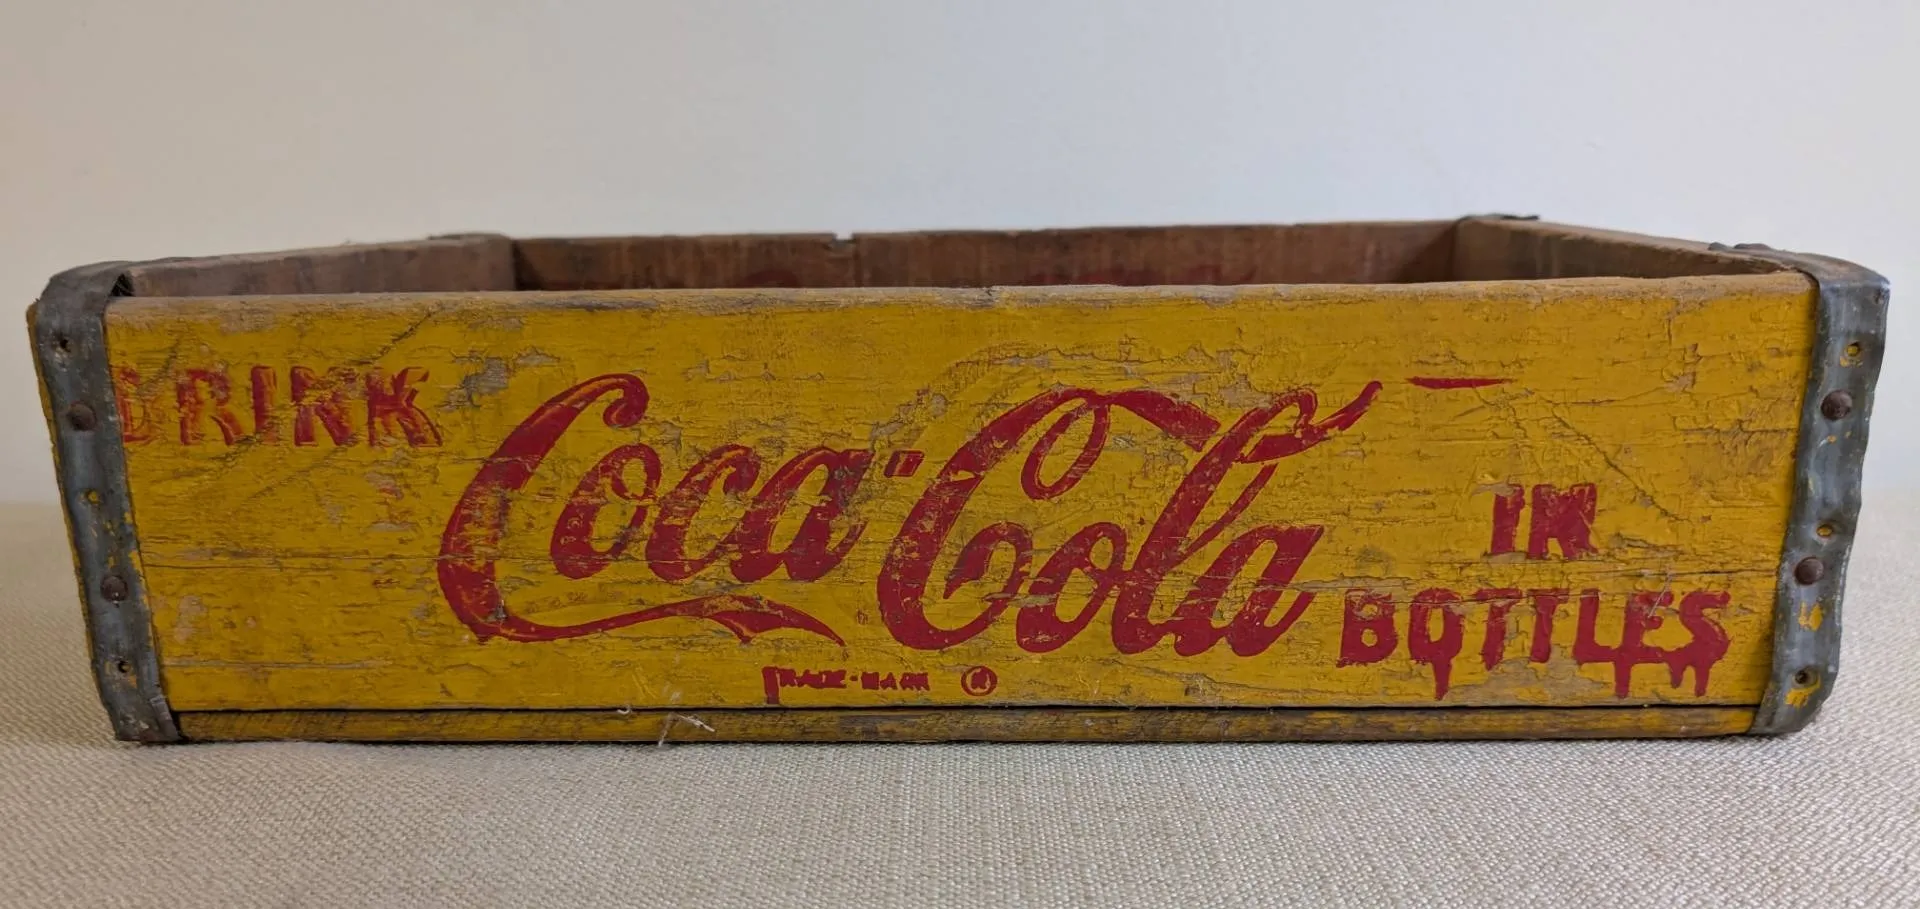 DRINK
Coca-Cola
IN
BOTTLES
TRADE-MARK ®